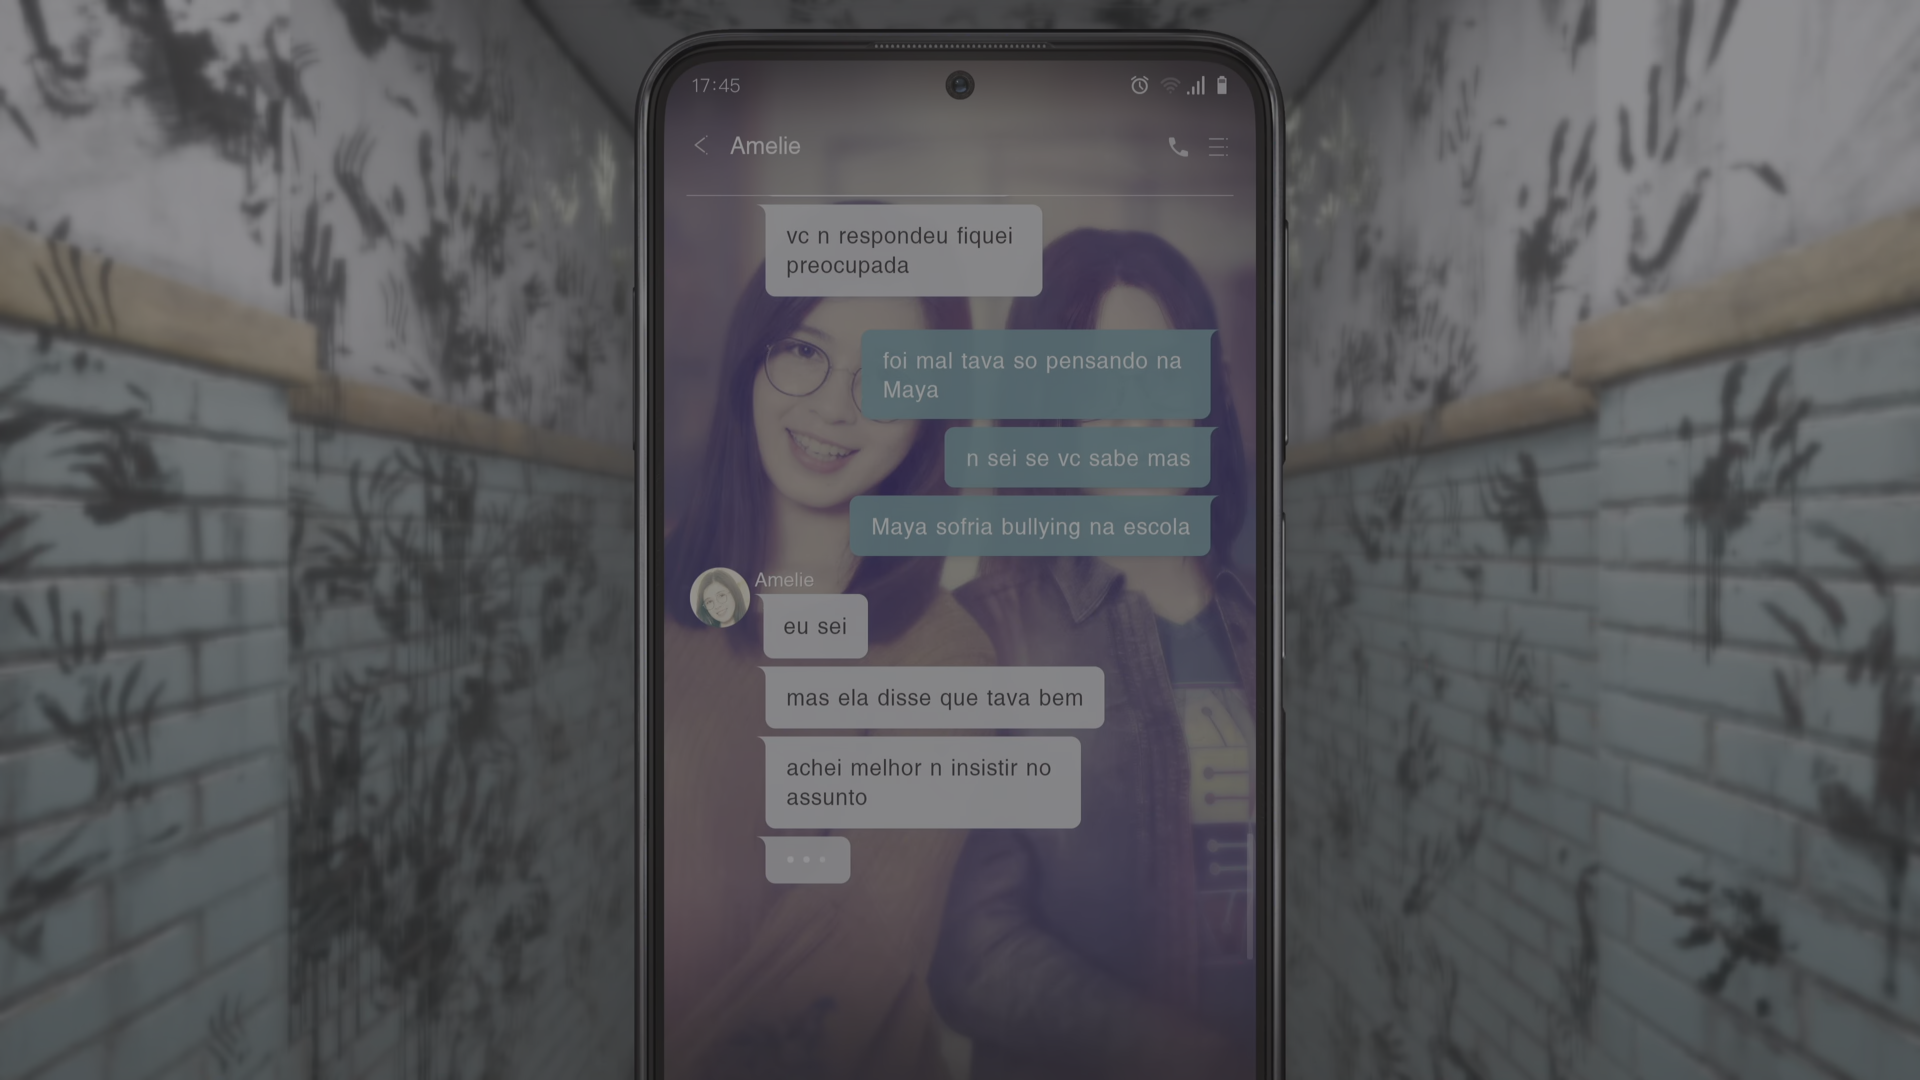 17:45
Amelie
vc n respondeu fiquei
preocupada
foi mal tava so pensando na
Maya
n sei se vc sabe mas
Maya sofria bullying na escola
Amelie
eu sei
mas ela disse que tava bem
achei melhor n insistir no
assunto